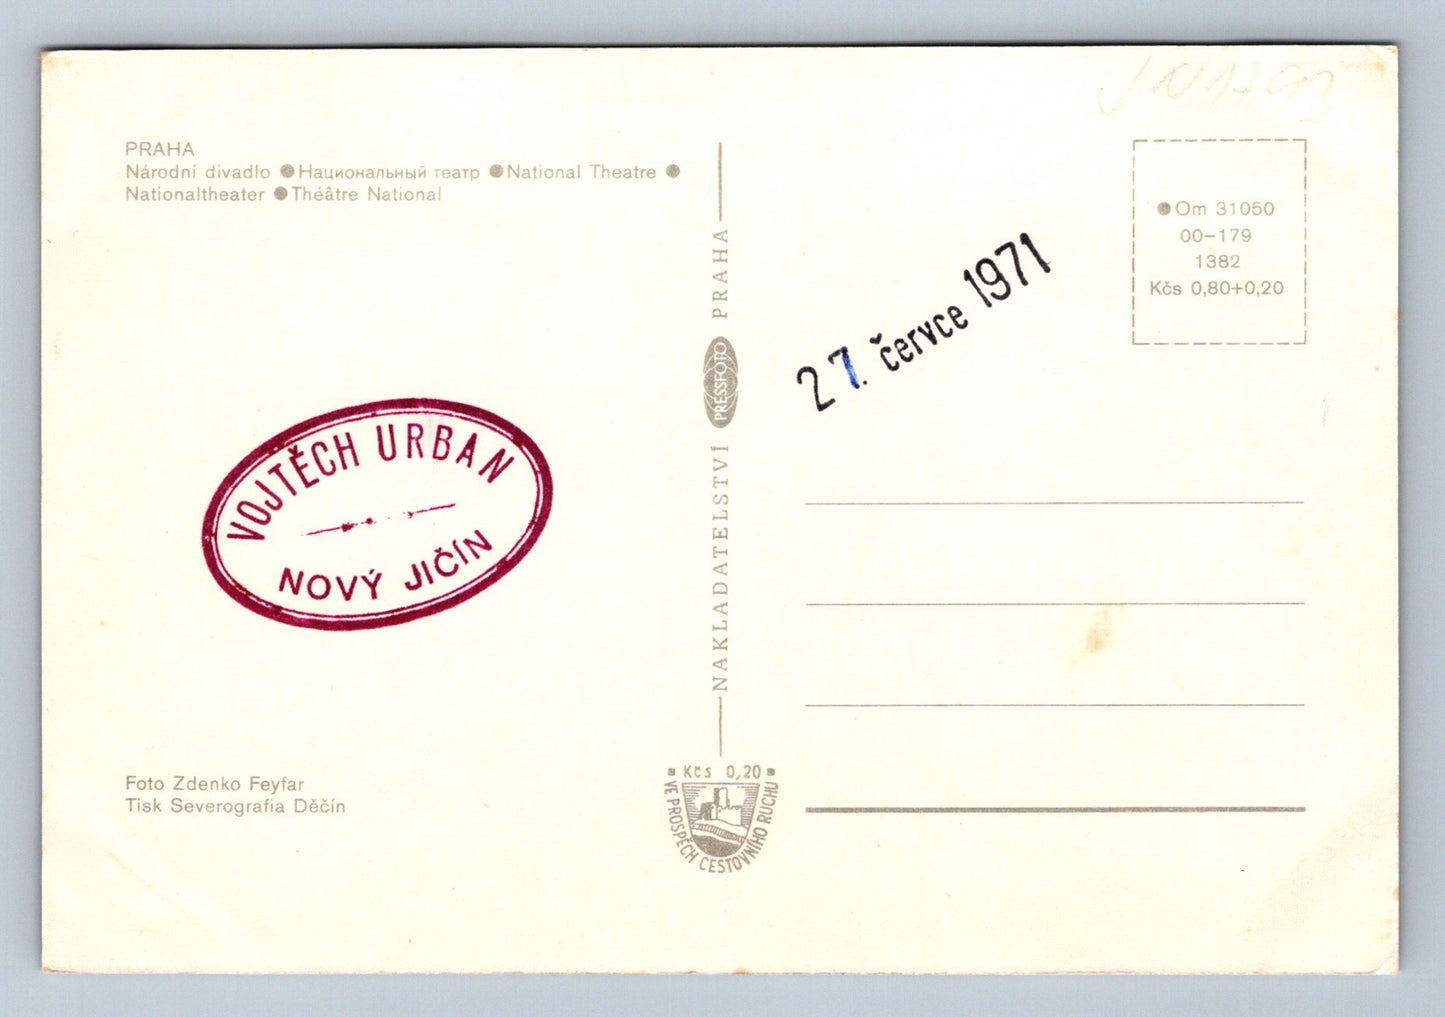 PRAHA
Národní divadlo ●Национальный театр ●National Theatre ●
Nationaltheater ●Théâtre National
VOJTĚCH URBAN
NOVÝ JIČÍN
Foto Zdenko Feyfar
Tisk Severografia Děčín
NAKLADATELSTVÍ PRESSFOTO PRAHA
Kčs 0,20
VE PROSPĚCH CESTOVNÍHO RUCHU
27. červce 1971
●Om 31050
00-179
1382
Kčs 0,80+0,20